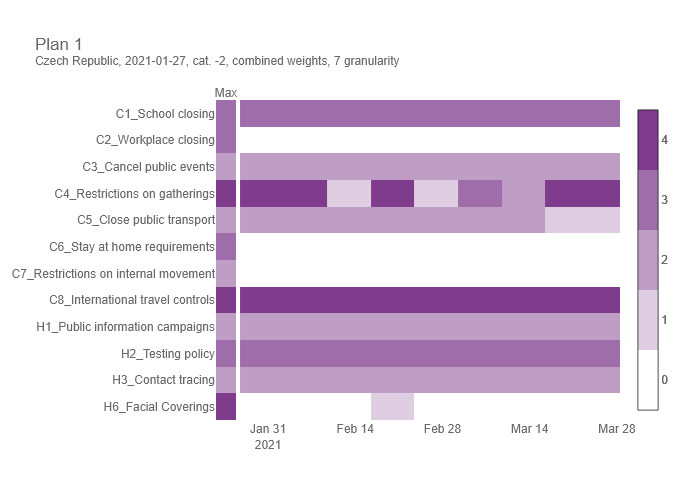 Plan 1
Czech Republic, 2021-01-27, cat. -2, combined weights, 7 granularity
Max
C1_School closing
C2_Workplace closing
C3_Cancel public events
C4_Restrictions on gatherings
C5_Close public transport
C6_Stay at home requirements
C7_Restrictions on internal movement
C8_International travel controls
H1_Public information campaigns
H2_Testing policy
H3_Contact tracing
H6_Facial Coverings
Jan 31 Feb 14 Feb 28 Mar 14 Mar 28
2021
4
3
2
1
0